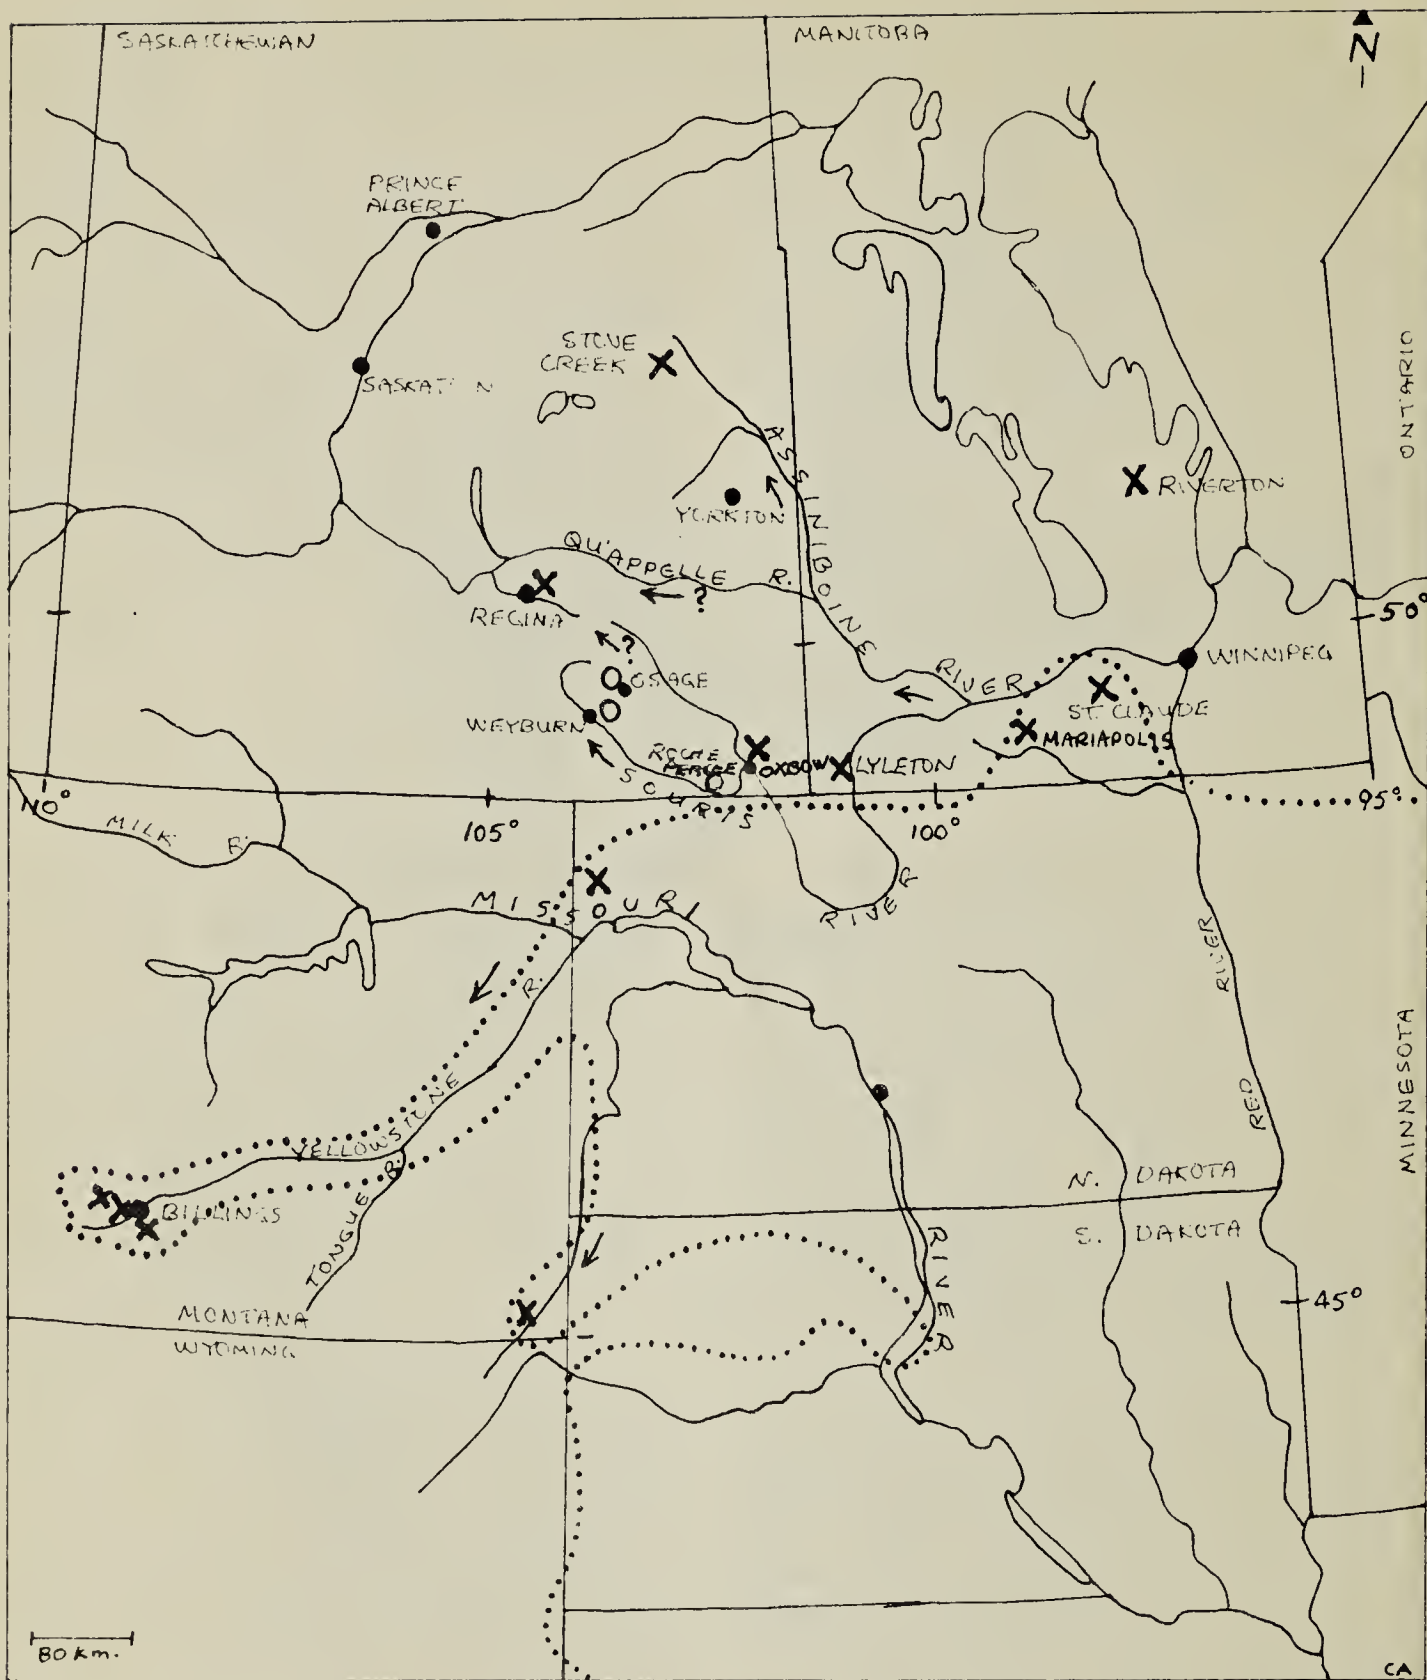 SASKATCHEWAN
MANITOBA
N
PRINCE
ALBERT
STOVE
CREEK
ONTARIO
ASSINIBOINE
RIVERTON
YORKTON
QU'APPELLE R.
?
REGINA
50°
?
OSAGE
RIVER
WINNIPEG
WEYBURN
ST. CLAUDE
MARIAPOLIS
ROCHE
PERCEE
OXBOW
LYLETON
SOURIS
110°
105°
100°
95°
MILK R.
MISSOURI
RIVER
R.
RIVER
YELLOWSTONE
RED
MINNESOTA
N. DAKOTA
BILLINGS
TONGUE R.
S. DAKOTA
RIVER
45°
MONTANA
WYOMING
80 Km.
CA